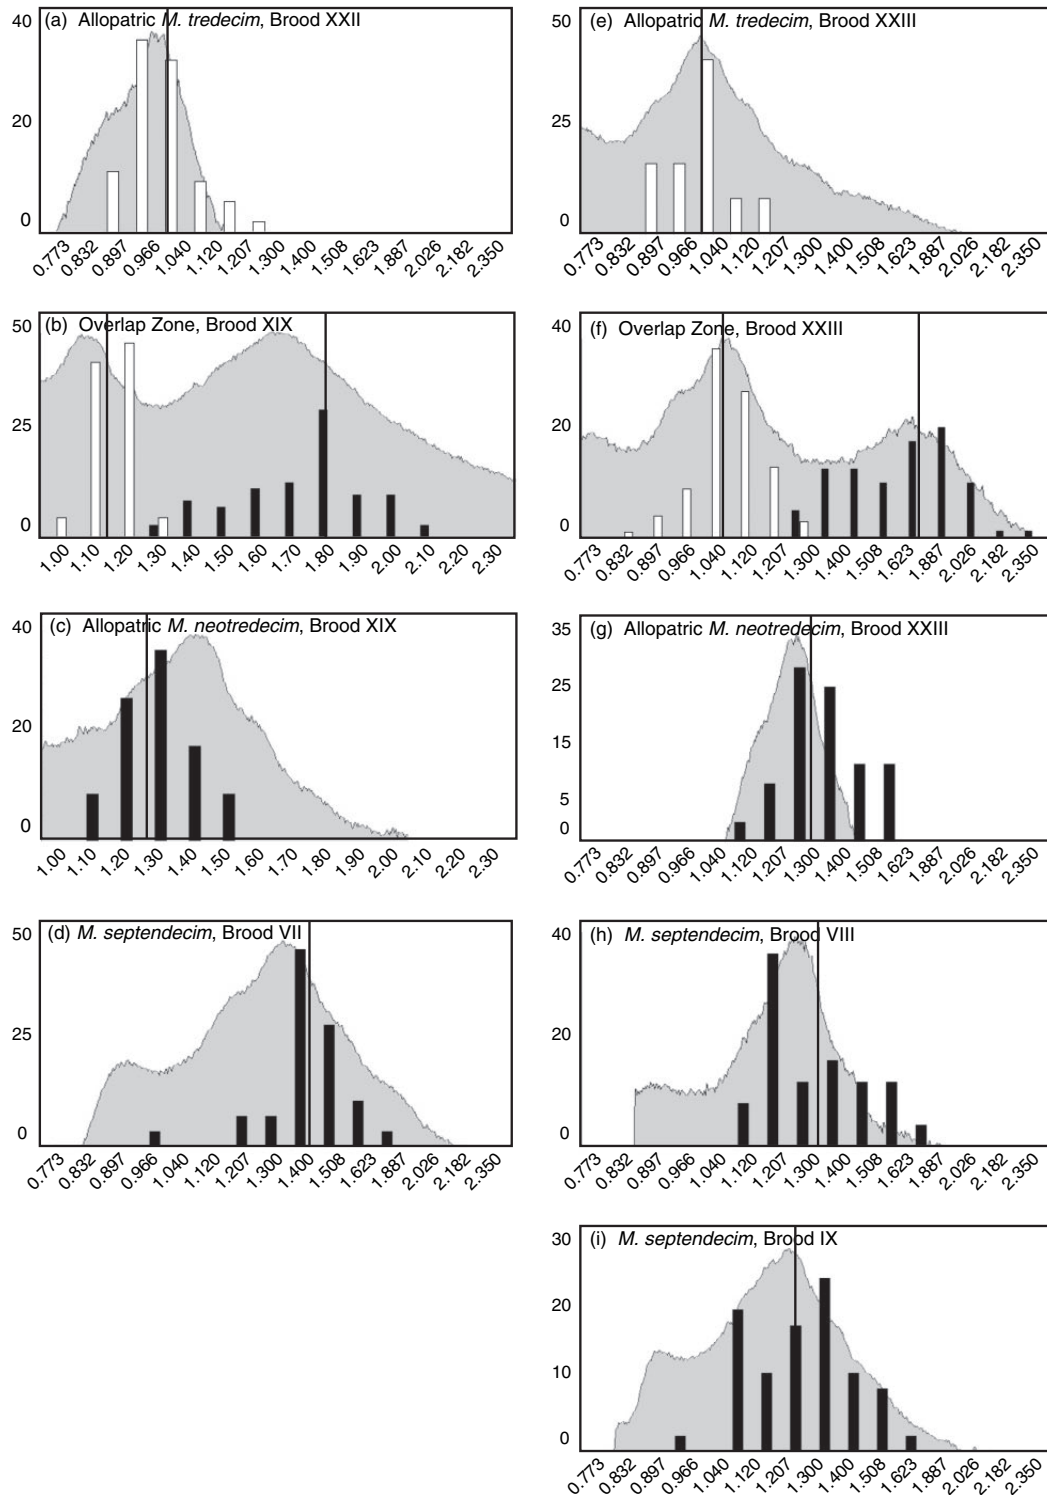 (a) Allopatric M. tredecim, Brood XXII
40
20
0
0.773 0.832 0.897 0.966 1.040 1.120 1.207 1.300 1.400 1.508 1.623 1.887 2.026 2.182 2.350
(b) Overlap Zone, Brood XIX
50
25
0
1.00 1.10 1.20 1.30 1.40 1.50 1.60 1.70 1.80 1.90 2.00 2.10 2.20 2.30
(c) Allopatric M. neotredecim, Brood XIX
40
20
0
1.00 1.10 1.20 1.30 1.40 1.50 1.60 1.70 1.80 1.90 2.00 2.10 2.20 2.30
(d) M. septendecim, Brood VII
50
25
0
0.773 0.832 0.897 0.966 1.040 1.120 1.207 1.300 1.400 1.508 1.623 1.887 2.026 2.182 2.350
(e) Allopatric M. tredecim, Brood XXIII
50
25
0
0.773 0.832 0.897 0.966 1.040 1.120 1.207 1.300 1.400 1.508 1.623 1.887 2.026 2.182 2.350
(f) Overlap Zone, Brood XXIII
40
20
0
0.773 0.832 0.897 0.966 1.040 1.120 1.207 1.300 1.400 1.508 1.623 1.887 2.026 2.182 2.350
(g) Allopatric M. neotredecim, Brood XXIII
35
25
15
5
0
0.773 0.832 0.897 0.966 1.040 1.120 1.207 1.300 1.400 1.508 1.623 1.887 2.026 2.182 2.350
(h) M. septendecim, Brood VIII
40
20
0
0.773 0.832 0.897 0.966 1.040 1.120 1.207 1.300 1.400 1.508 1.623 1.887 2.026 2.182 2.350
(i) M. septendecim, Brood IX
30
20
10
0
0.773 0.832 0.897 0.966 1.040 1.120 1.207 1.300 1.400 1.508 1.623 1.887 2.026 2.182 2.350